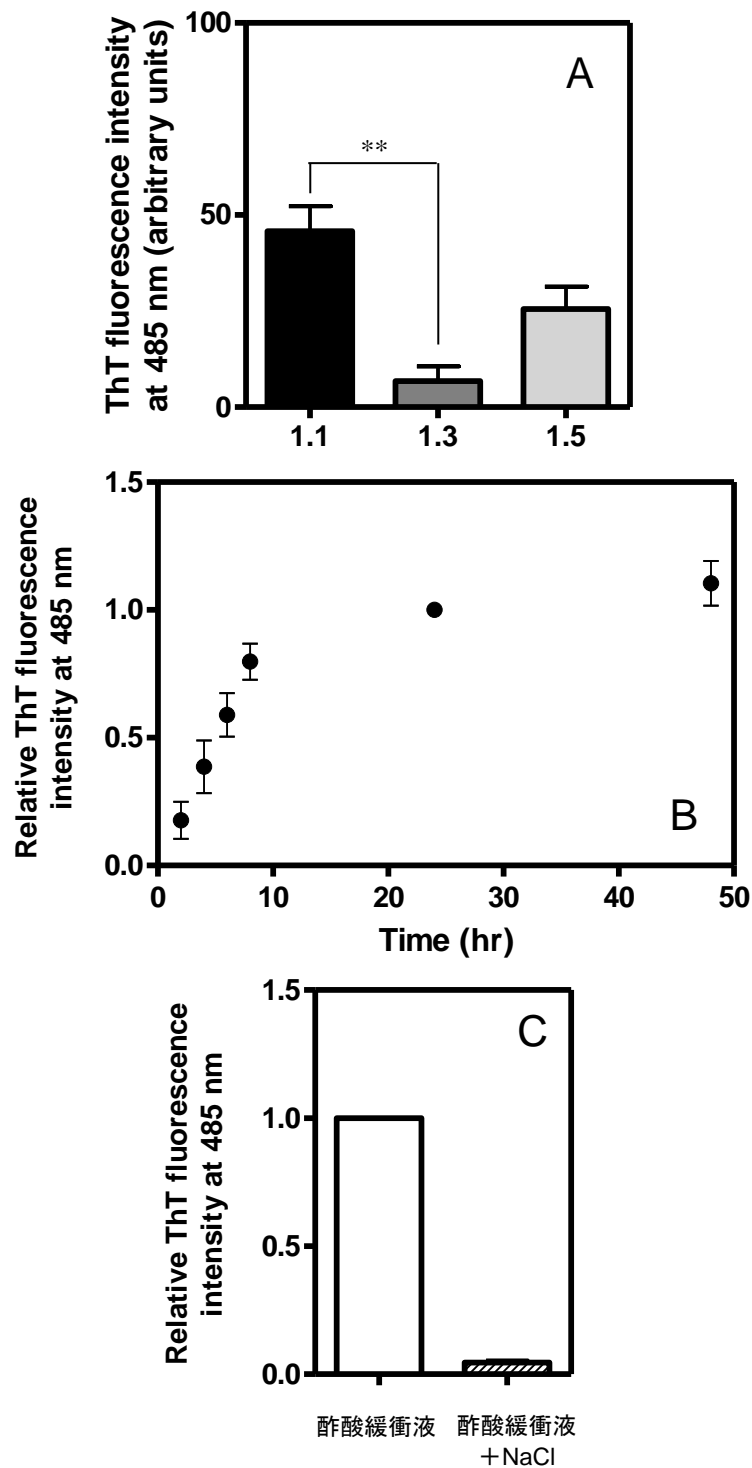 A
ThT fluorescence intensity
at 485 nm (arbitrary units)
100
50
0
**
1.1 1.3 1.5
B
Relative ThT fluorescence
intensity at 485 nm
1.5
1.0
0.5
0.0
0 10 20 30 40 50
Time (hr)
C
Relative ThT fluorescence
intensity at 485 nm
1.5
1.0
0.5
0.0
酢酸緩衝液 酢酸緩衝液
+NaCl